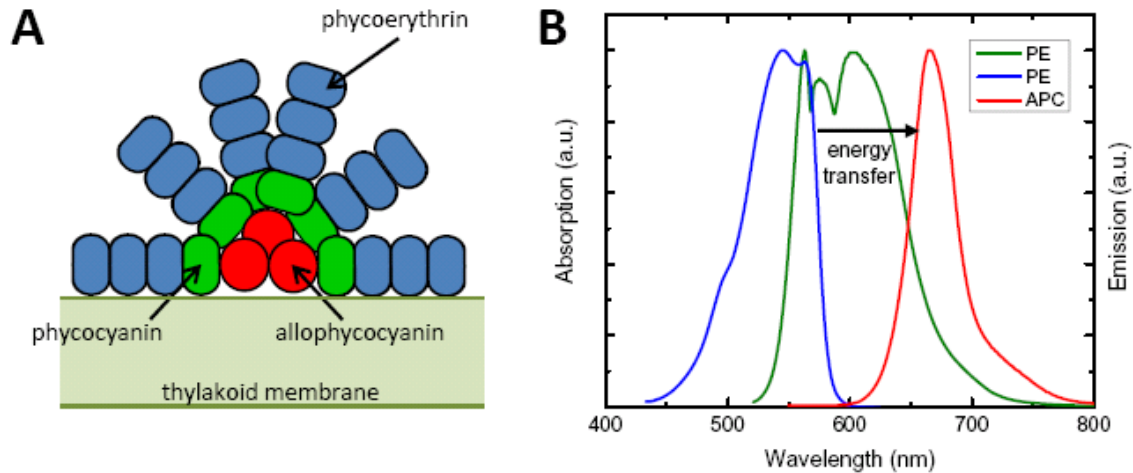 A
phycoerythrin
phycocyanin
allophycocyanin
thylakoid membrane
B
PE
PE
APC
energy
transfer
Absorption (a.u.)
Emission (a.u.)
400
500
600
700
800
Wavelength (nm)